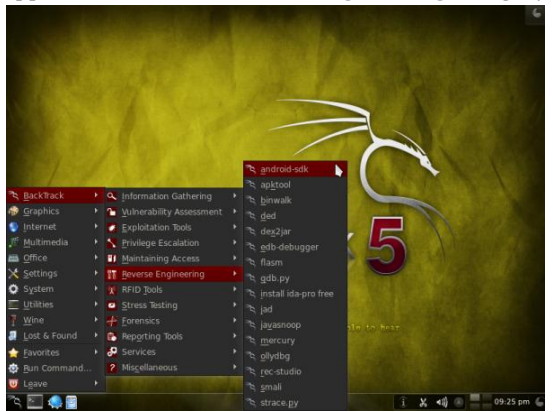 BackTrack
Graphics
Internet
Multimedia
Office
Settings
System
Utilities
Wine
Lost & Found
Favorites
Run Command...
Leave
Information Gathering
Vulnerability Assessment
Exploitation Tools
Privilege Escalation
Maintaining Access
Reverse Engineering
RFID Tools
Stress Testing
Forensics
Reporting Tools
Services
Miscellaneous
android-sdk
apktool
binwalk
ded
dex2jar
edb-debugger
flasm
gdb.py
install ida-pro free
jad
javasnoop
mercury
ollydbg
rec-studio
smali
strace.py
5
to hear
09:25 pm